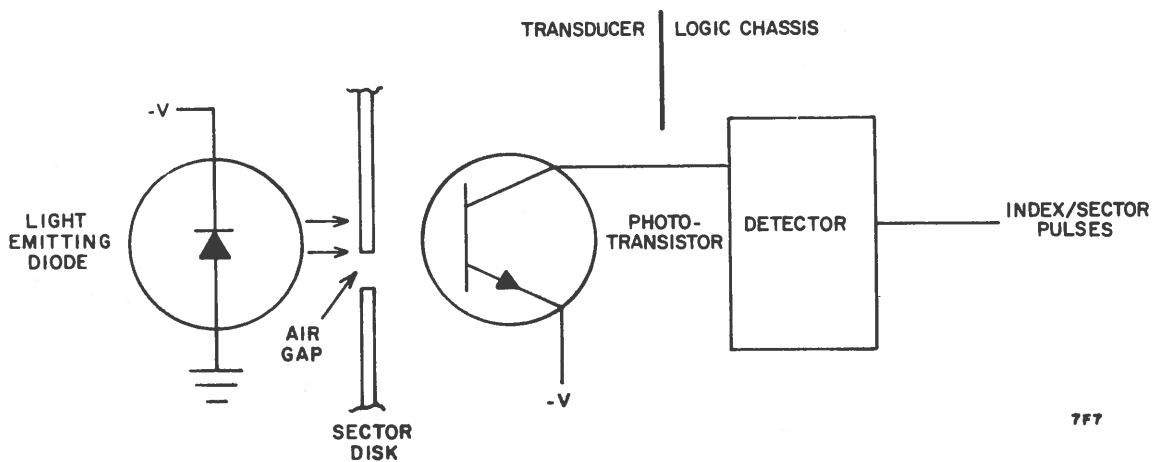 TRANSDUCER
LOGIC CHASSIS
-V
LIGHT
EMITTING
DIODE
AIR
GAP
SECTOR
DISK
PHOTO-
TRANSISTOR
-V
DETECTOR
INDEX/SECTOR
PULSES
7F7